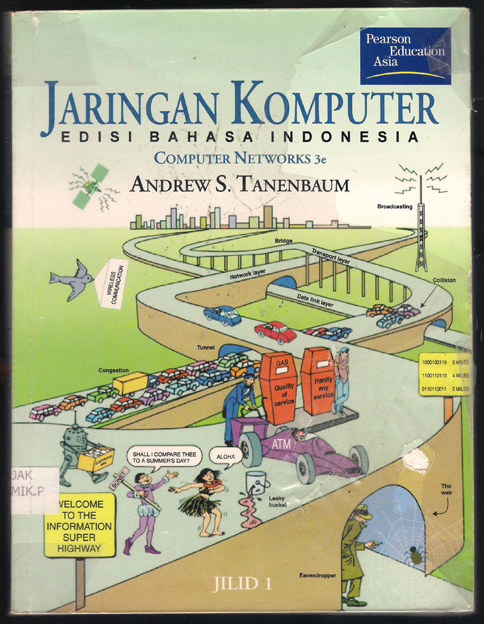 Pearson
Education
Asia
JARINGAN KOMPUTER
EDISI BAHASA INDONESIA
COMPUTER NETWORKS 3e
ANDREW S. TANENBAUM
Broadcasting
Bridge
Transport layer
Network layer
WIRELESS
COMMUNICATION
Data link layer
Collision
Tunnel
Congestion
GAS
Quality
of
service
Hardly
any
service
1000100110 5 MILES
1100110110 4 MILES
0110110011 2 MILES
ATM
SHALL I COMPARE THEE
TO A SUMMER'S DAY?
ALOHA
Leaky
bucket
The
web
JAK
MIK.P
WELCOME
TO THE
INFORMATION
SUPER
HIGHWAY
Eavesdropper
JILID 1